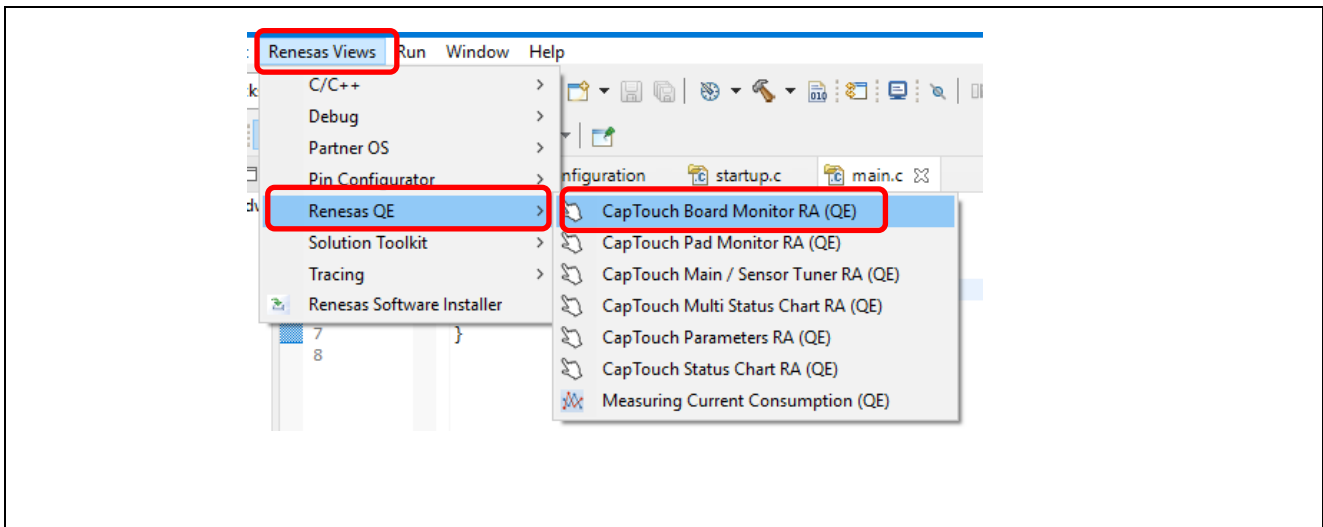 Renesas Views Run Window Help
C/C++
Debug
Partner OS
Pin Configurator
nfiguration startup.c main.c
Renesas QE
CapTouch Board Monitor RA (QE)
Solution Toolkit
CapTouch Pad Monitor RA (QE)
Tracing
CapTouch Main / Sensor Tuner RA (QE)
Renesas Software Installer
CapTouch Multi Status Chart RA (QE)
7 }
CapTouch Parameters RA (QE)
8
CapTouch Status Chart RA (QE)
Measuring Current Consumption (QE)